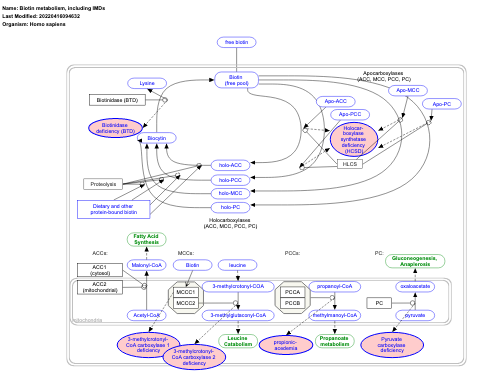 Name: Biotin metabolism, including IMDs
Last Modified: 20220416094632
Organism: Homo sapiens
free biotin
Biotin
(free pool)
Apocarboxylases
(ACC, MCC, PCC, PC)
Lysine
Apo-MCC
Biotinidase (BTD)
Apo-ACC
Apo-PC
Apo-PCC
Biotinidase
deficiency (BTD)
Biocytin
Holocar-
boxylase
synthetase
deficiency
(HCSD)
holo-ACC
HLCS
holo-PCC
Proteolysis
holo-MCC
Dietary and other
protein-bound biotin
holo-PC
Holocarboxylases
(ACC, MCC, PCC, PC)
Fatty Acid
Synthesis
ACCs:
MCCs:
PCCs:
PC:
Gluconeogenesis,
Anaplerosis
Malonyl-CoA
Biotin
leucine
ACC1
(cytosol)
ACC2
(mitochondrial)
3-methylcrotonyl-COA
propanoyl-CoA
oxaloacetate
MCCC1
MCCC2
PCCA
PCCB
PC
Acetyl-CoA
3-methylglutaconyl-CoA
methylmalonyl-CoA
pyruvate
mitochondria
3-methylcrotonyl-
CoA carboxylase 1
deficiency
3-methylcrotonyl-
CoA carboxylase 2
deficiency
Leucine
Catabolism
propionic-
acidemia
Propanoate
metabolism
Pyruvate
carboxylase
deficiency